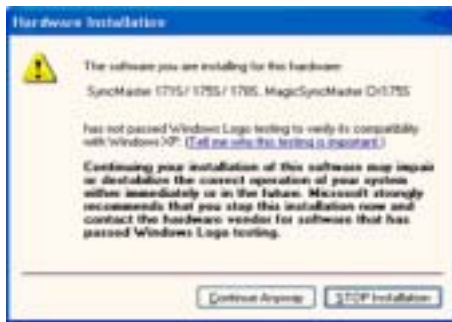 Hardware Installation
The software you are installing for this hardware:
SyncMaster 171S/ 175S/ 178S, MagicSyncMaster
has not passed Windows Logo testing to verify its compatibility
with Windows XP. (Tell me why this testing is important.)
Continuing your installation of this software may impair
or destabilize the correct operation of your system
either immediately or in the future. Microsoft strongly
recommends that you stop this installation now and
contact the hardware vendor for software that has
passed Windows Logo testing.
Continue Anyway
STOP Installation